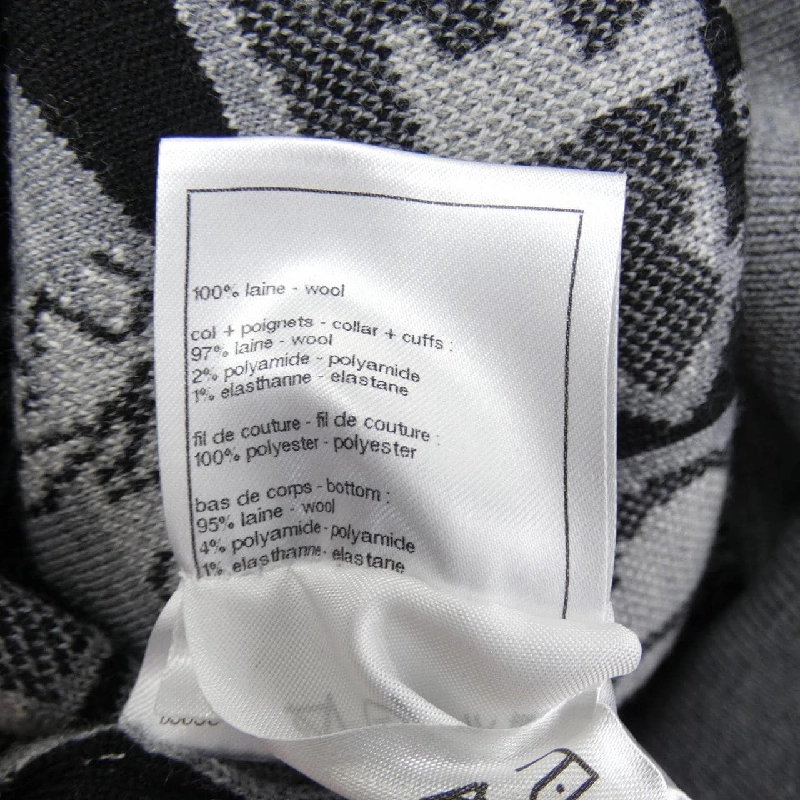 100% laine - wool
col + poignets - collar + cuffs :
97% laine - wool
2% polyamide - polyamide
1% elasthanne - elastane
fil de couture - fil de couture :
100% polyester - polyester
bas de corps - bottom :
95% laine - wool
4% polyamide - polyamide
1% elasthanne - elastane